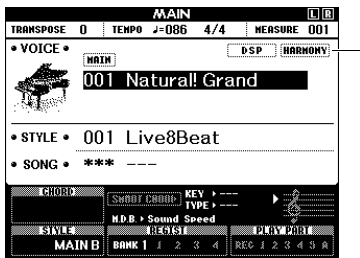 MAIN L R
TRANSPOSE 0 TEMPO ♩=086 4/4 MEASURE 001
• VOICE • DSP HARMONY
MAIN
001 Natural! Grand
• STYLE • 001 Live8Beat
• SONG • *** ---
CHORD SMART CHORD KEY ▸ ---
TYPE ▸ ---
M.D.B. ▸ Sound Speed
STYLE REGIST PLAY PART
MAIN B BANK 1 1 2 3 4 REC 1 2 3 4 5 A